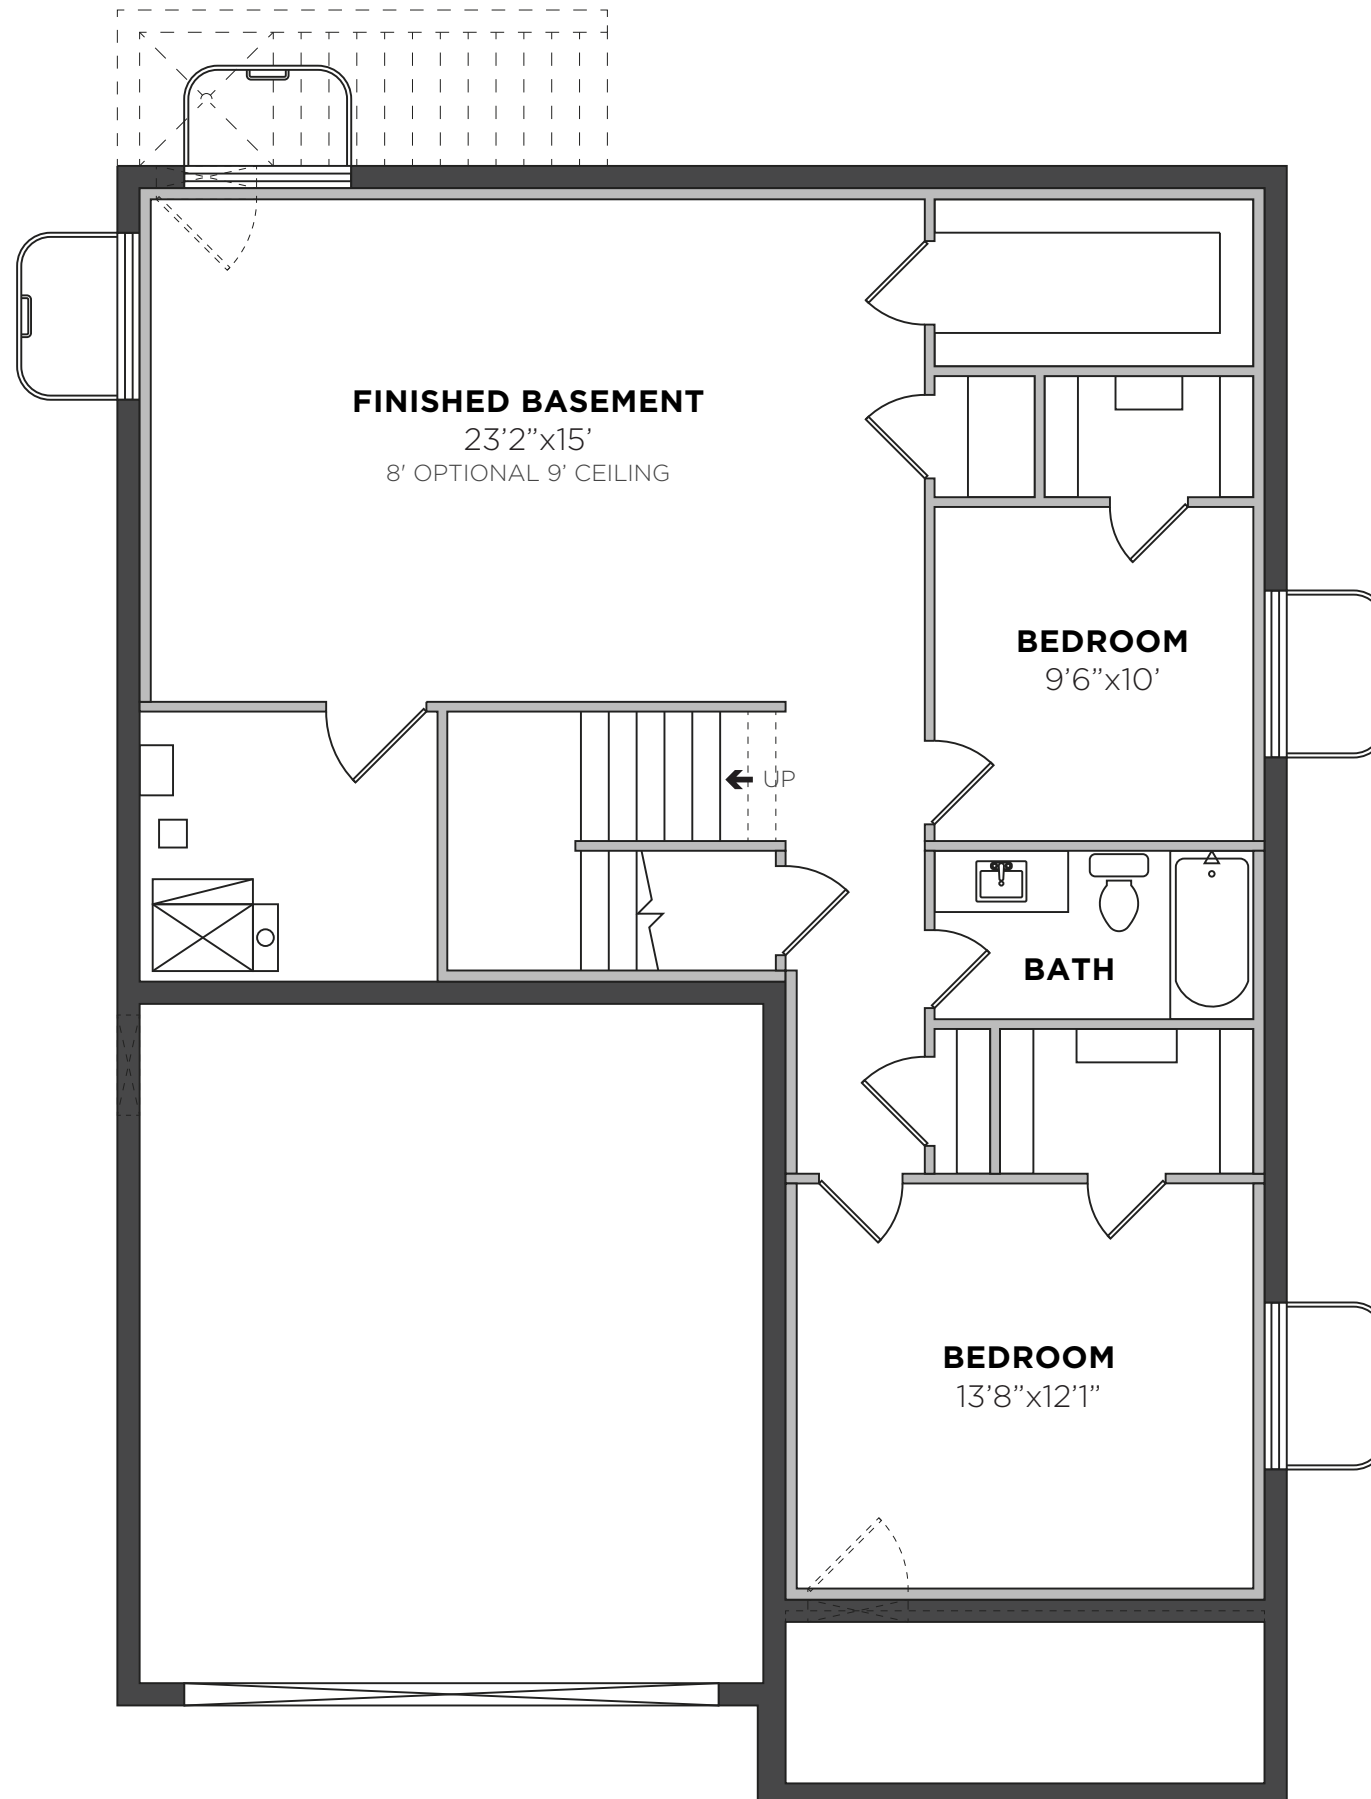 FINISHED BASEMENT
23’2”x15’
8' OPTIONAL 9’ CEILING
BEDROOM
9’6”x10’
UP
BATH
BEDROOM
13’8”x12’1”